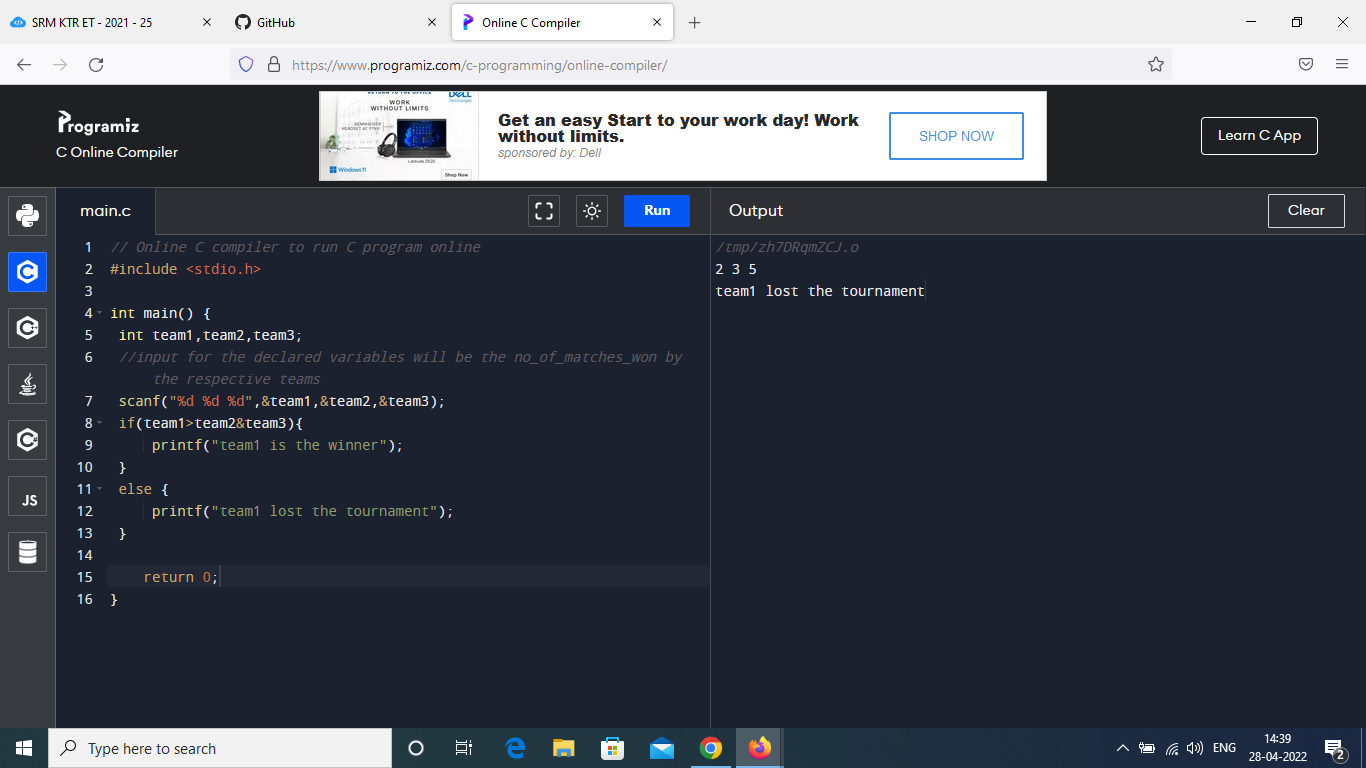 SRM KTR ET - 2021 - 25
GitHub
Online C Compiler
https://www.programiz.com/c-programming/online-compiler/
Programiz
C Online Compiler
RETURN TO THE OFFICE
WORK
WITHOUT LIMITS
DELL
Technologies
Latitude 5520
Windows 11
Shop Now
Get an easy Start to your work day! Work
without limits.
sponsored by: Dell
SHOP NOW
Learn C App
main.c
Run
Output
Clear
1 // Online C compiler to run C program online
2 #include <stdio.h>
3
4 int main() {
5 int team1,team2,team3;
6 //input for the declared variables will be the no_of_matches_won by
the respective teams
7 scanf("%d %d %d",&team1,&team2,&team3);
8 if(team1>team2&team3){
9 printf("team1 is the winner");
10 }
11 else {
12 printf("team1 lost the tournament");
13 }
14
15 return 0;
16 }
JS
/tmp/zh7DRqmZCJ.o
2 3 5
team1 lost the tournament
Type here to search
ENG
14:39
28-04-2022
2